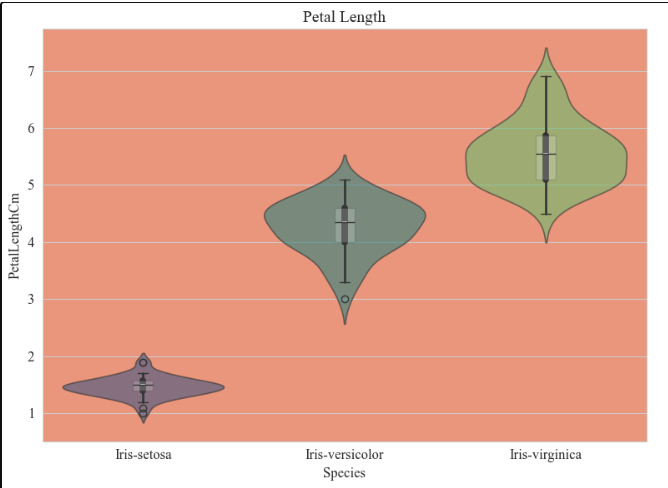 Petal Length
7
6
5
4
3
2
1
PetalLengthCm
Iris-setosa
Iris-versicolor
Iris-virginica
Species